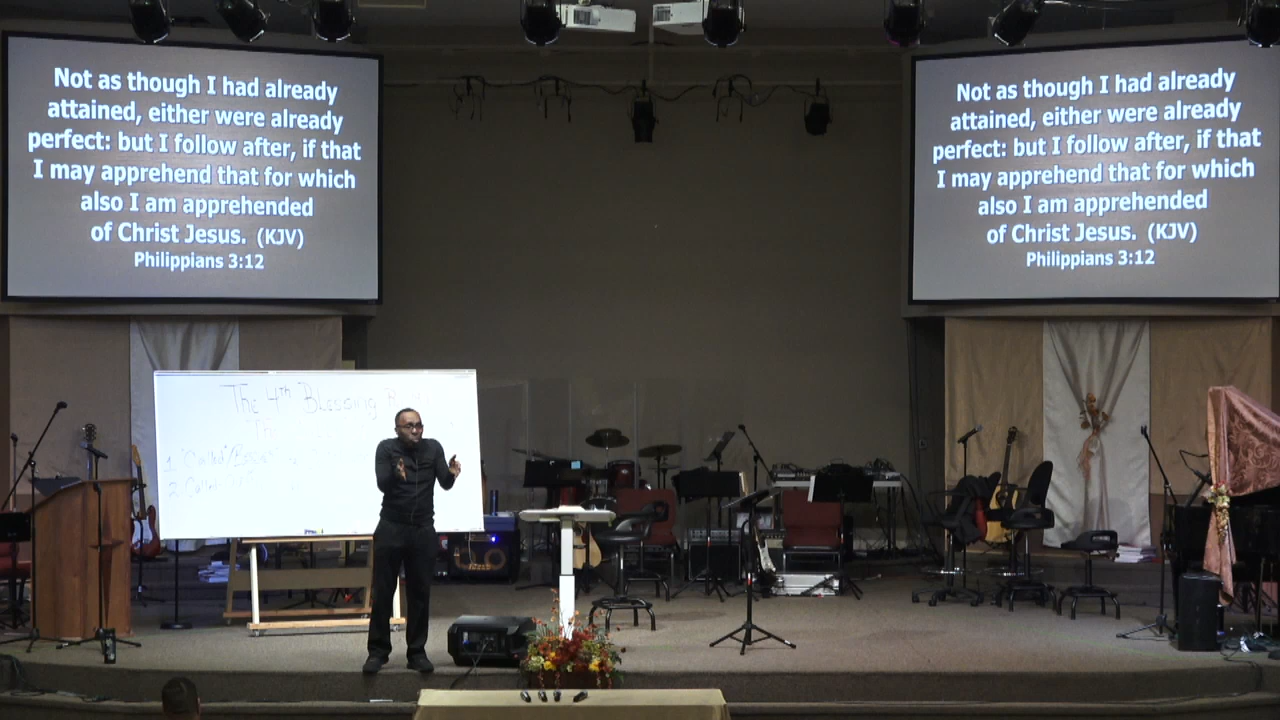 Not as though I had already
attained, either were already
perfect: but I follow after, if that
I may apprehend that for which
also I am apprehended
of Christ Jesus. (KJV)
Philippians 3:12
The 4th Blessing
1. "Called"/
2.
Not as though I had already
attained, either were already
perfect: but I follow after, if that
I may apprehend that for which
also I am apprehended
of Christ Jesus. (KJV)
Philippians 3:12